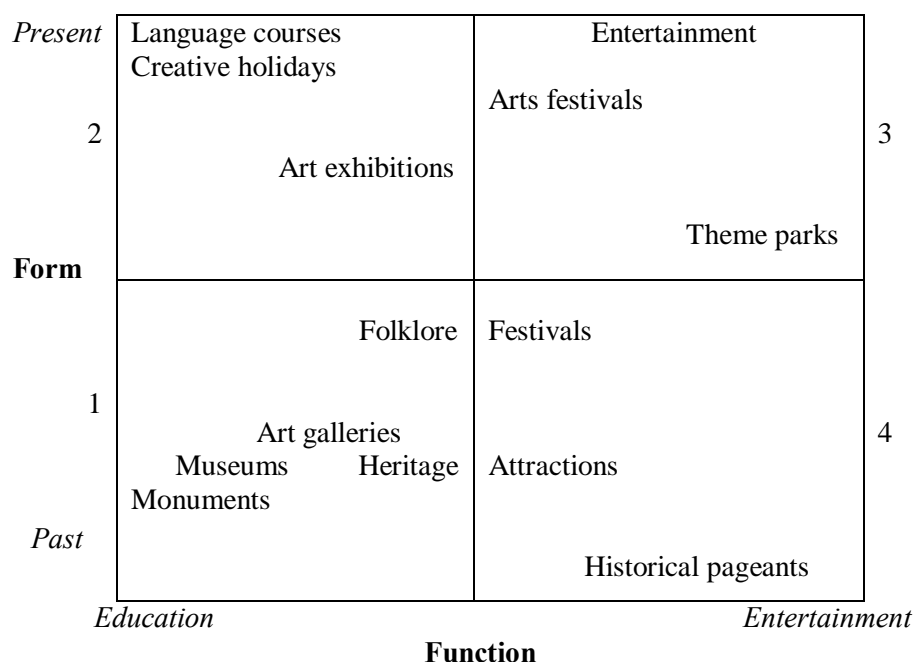 Present Language courses Entertainment
Creative holidays
Arts festivals
2 3
Art exhibitions
Theme parks
Form
Folklore Festivals
1 4
Art galleries
Museums Heritage Attractions
Monuments
Past
Historical pageants
Education Entertainment
Function